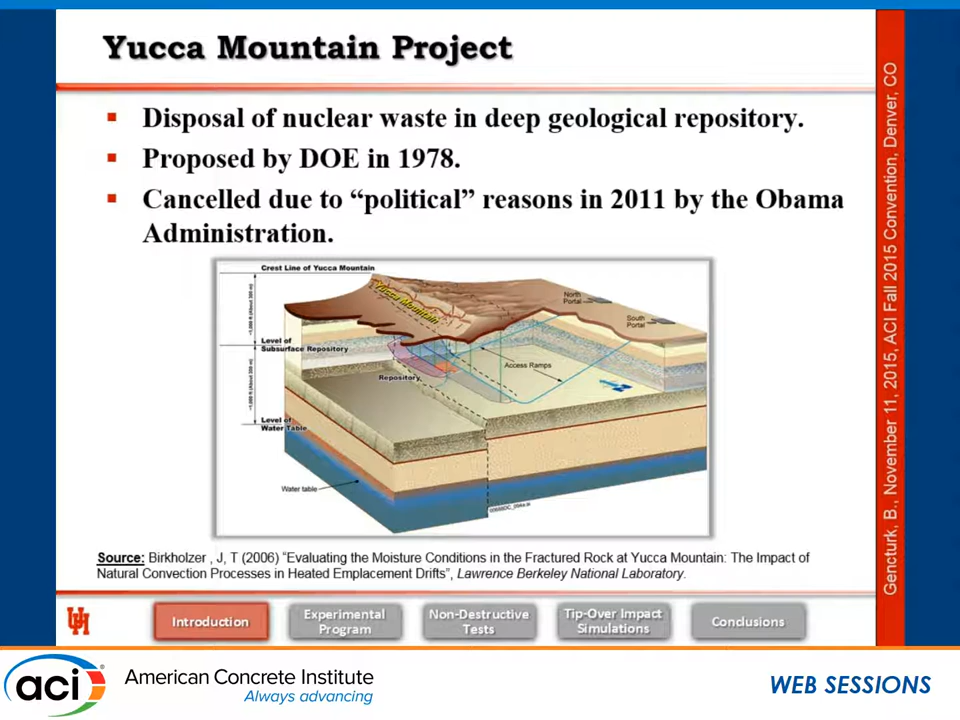 Yucca Mountain Project
Disposal of nuclear waste in deep geological repository.
Proposed by DOE in 1978.
Cancelled due to “political” reasons in 2011 by the Obama
Administration.
Crest Line of Yucca Mountain
Yucca Mountain
North
Portal
South
Portal
Level of
Subsurface Repository
Access Ramps
Repository
Level of
Water Table
Water table
Source: Birkholzer , J, T (2006) “Evaluating the Moisture Conditions in the Fractured Rock at Yucca Mountain: The Impact of
Natural Convection Processes in Heated Emplacement Drifts”, Lawrence Berkeley National Laboratory.
Gencturk, B., November 11, 2015, ACI Fall 2015 Convention, Denver, CO
UH
Introduction
Experimental
Program
Non-Destructive
Tests
Tip-Over Impact
Simulations
Conclusions
aci
American Concrete Institute
Always advancing
WEB SESSIONS